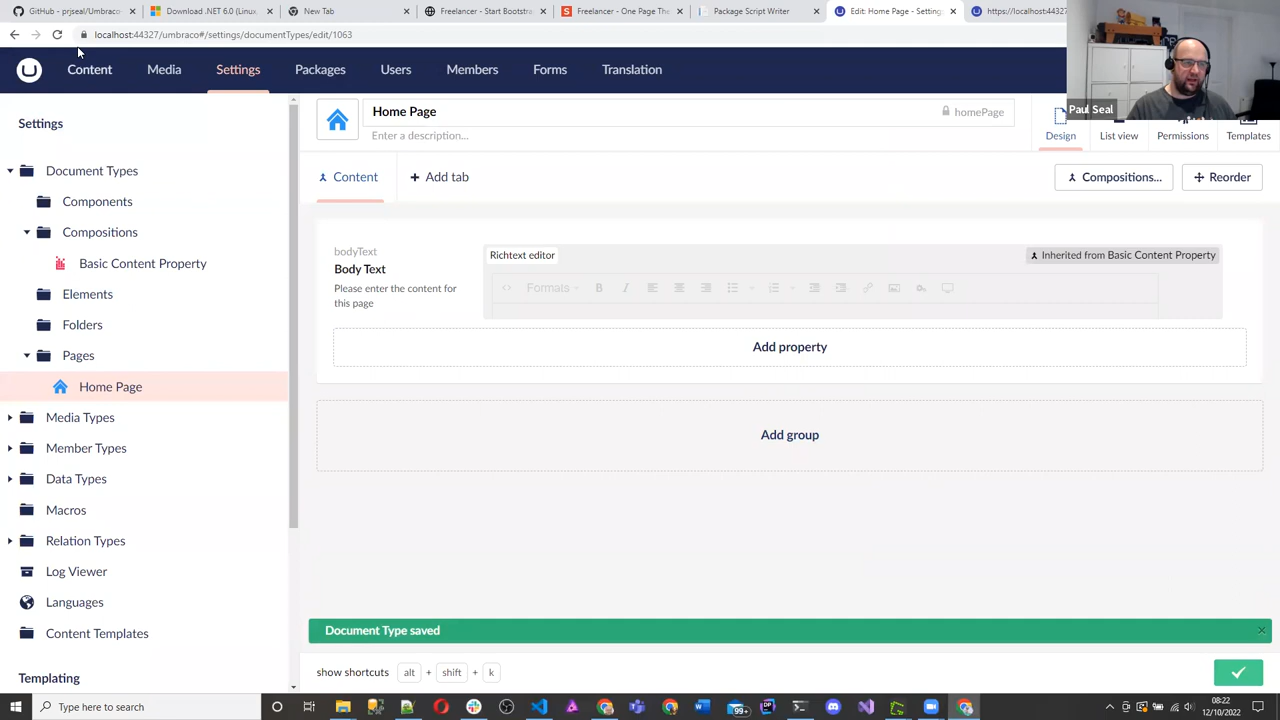 GitHub - prjseal/Umbraco-
Download .NET 6.0 (Linux,
New Tab
Freelancer - Start Bootstra
Freelancer - One Page The
Package Script Writer
Edit: Home Page - Settings
https://localhost:44327/un
localhost:44327/umbraco#/settings/documentTypes/edit/1063
Content
Media
Settings
Packages
Users
Members
Forms
Translation
Paul Seal
Settings
Home Page
homePage
Enter a description...
Design
List view
Permissions
Templates
Document Types
Components
Compositions
Basic Content Property
Elements
Folders
Pages
Home Page
Media Types
Member Types
Data Types
Macros
Relation Types
Log Viewer
Languages
Content Templates
Templating
Content
Add tab
Compositions...
Reorder
bodyText
Body Text
Please enter the content for
this page
Richtext editor
Inherited from Basic Content Property
Formats
Add property
Add group
Document Type saved
show shortcuts alt + shift + k
Type here to search
99+
08:22
12/10/2022